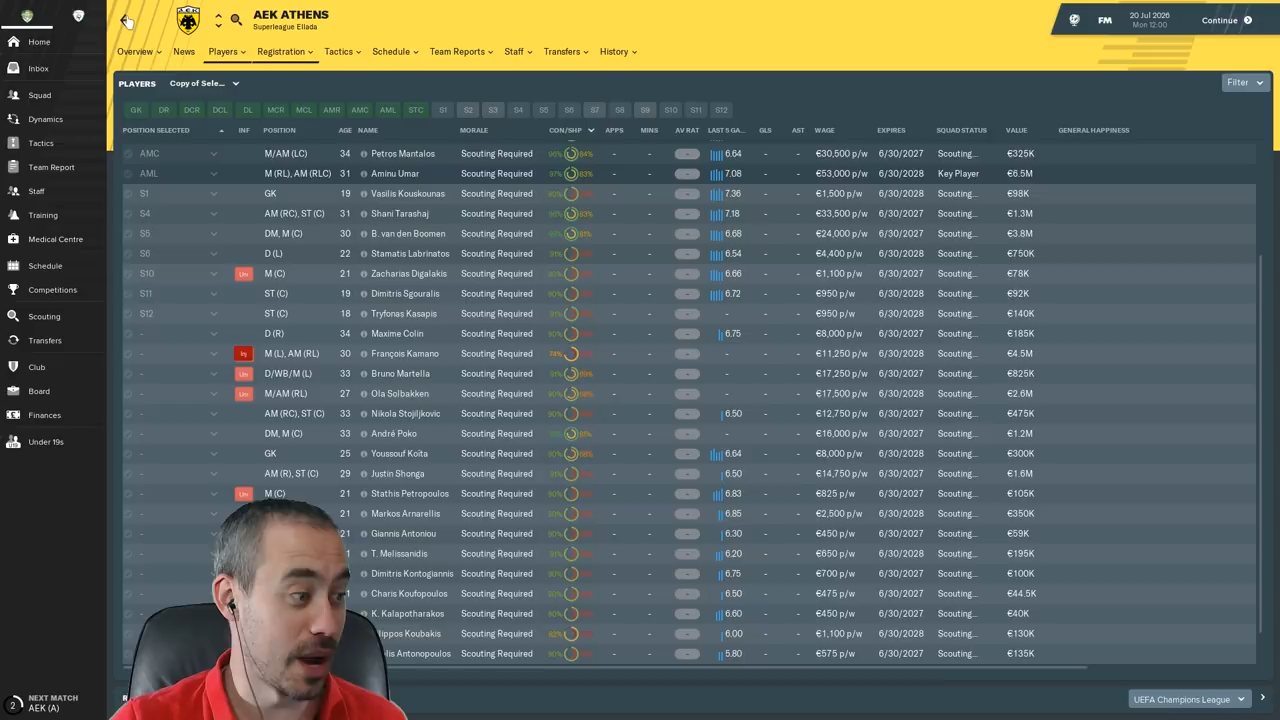 AEK ATHENS
Superleague Ellada
FM
20 Jul 2026
Mon 12:00
Continue
Overview News Players Registration Tactics Schedule Team Reports Staff Transfers History
Home
Inbox
Squad
Dynamics
Tactics
Team Report
Staff
Training
Medical Centre
Schedule
Competitions
Scouting
Transfers
Club
Board
Finances
Under 19s
2 NEXT MATCH
AEK (A)
PLAYERS Copy of Sele... Filter
GK DR DCR DCL DL MCR MCL AMR AMC AML STC S1 S2 S3 S4 S5 S6 S7 S8 S9 S10 S11 S12
POSITION SELECTED INF POSITION AGE NAME MORALE CON/SHP APPS MINS AV RAT LAST 5 GA... GLS AST WAGE EXPIRES SQUAD STATUS VALUE GENERAL HAPPINESS
AMC M/AM (LC) 34 Petros Mantalos Scouting Required - - - 6.64 - - €30,500 p/w 6/30/2027 Scouting... €325K
AML M (RL), AM (RLC) 31 Aminu Umar Scouting Required - - - 7.08 - - €53,000 p/w 6/30/2028 Key Player €6.5M
S1 GK 19 Vasilis Kouskounas Scouting Required - - - 7.36 - - €1,500 p/w 6/30/2027 Scouting... €98K
S4 AM (RC), ST (C) 31 Shani Tarashaj Scouting Required - - - 7.18 - - €33,500 p/w 6/30/2027 Scouting... €1.3M
S5 DM, M (C) 30 B. van den Boomen Scouting Required - - - 6.68 - - €24,000 p/w 6/30/2027 Scouting... €3.8M
S6 D (L) 22 Stamatis Labrinatos Scouting Required - - - 6.54 - - €4,400 p/w 6/30/2028 Scouting... €750K
S10 Um M (C) 21 Zacharias Digalakis Scouting Required - - - 6.66 - - €1,100 p/w 6/30/2027 Scouting... €78K
S11 ST (C) 19 Dimitris Sgouralis Scouting Required - - - 6.72 - - €950 p/w 6/30/2028 Scouting... €92K
S12 ST (C) 18 Tryfonas Kasapis Scouting Required - - - - - - €950 p/w 6/30/2028 Scouting... €140K
- D (R) 34 Maxime Colin Scouting Required - - - 6.75 - - €8,000 p/w 6/30/2027 Scouting... €185K
- Inj M (L), AM (RL) 30 François Kamano Scouting Required - - - - - - €11,250 p/w 6/30/2028 Scouting... €4.5M
- Um D/WB/M (L) 33 Bruno Martella Scouting Required - - - - - - €17,250 p/w 6/30/2027 Scouting... €825K
- Um M/AM (RL) 27 Ola Solbakken Scouting Required - - - - - - €17,500 p/w 6/30/2028 Scouting... €2.6M
- AM (RC), ST (C) 33 Nikola Stojiljkovic Scouting Required - - - 6.50 - - €12,750 p/w 6/30/2027 Scouting... €475K
- DM, M (C) 33 André Poko Scouting Required - - - - - - €16,000 p/w 6/30/2027 Scouting... €1.2M
- GK 25 Youssouf Koita Scouting Required - - - 6.64 - - €8,000 p/w 6/30/2027 Scouting... €300K
- AM (R), ST (C) 29 Justin Shonga Scouting Required - - - 6.50 - - €14,750 p/w 6/30/2027 Scouting... €1.6M
- Um M (C) 21 Stathis Petropoulos Scouting Required - - - 6.83 - - €825 p/w 6/30/2027 Scouting... €105K
- 21 Markos Arnarellis Scouting Required - - - 6.85 - - €2,500 p/w 6/30/2028 Scouting... €350K
- 21 Giannis Antoniou Scouting Required - - - 6.30 - - €450 p/w 6/30/2027 Scouting... €59K
- T. Melissanidis Scouting Required - - - 6.20 - - €650 p/w 6/30/2028 Scouting... €195K
- Dimitris Kontogiannis Scouting Required - - - 6.75 - - €700 p/w 6/30/2027 Scouting... €100K
- Charis Koufopoulos Scouting Required - - - 6.50 - - €475 p/w 6/30/2027 Scouting... €44.5K
- K. Kalapotharakos Scouting Required - - - 6.60 - - €450 p/w 6/30/2027 Scouting... €40K
lippos Koubakis Scouting Required - - - 6.00 - - €1,100 p/w 6/30/2028 Scouting... €130K
lis Antonopoulos Scouting Required - - - 5.80 - - €575 p/w 6/30/2027 Scouting... €135K
UEFA Champions League